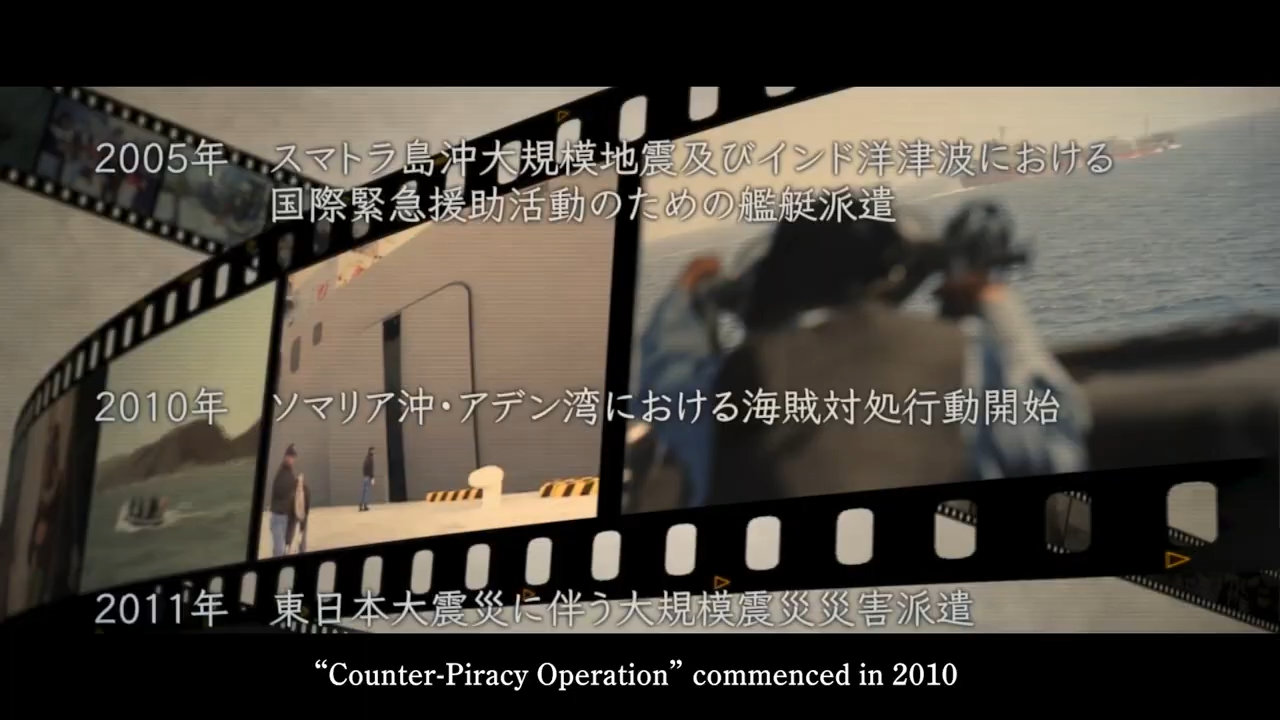 2005年 スマトラ島沖大規模地震及びインド洋津波における
国際緊急援助活動のための艦艇派遣
2010年 ソマリア沖・アデン湾における海賊対処行動開始
2011年 東日本大震災に伴う大規模震災災害派遣
“Counter-Piracy Operation” commenced in 2010